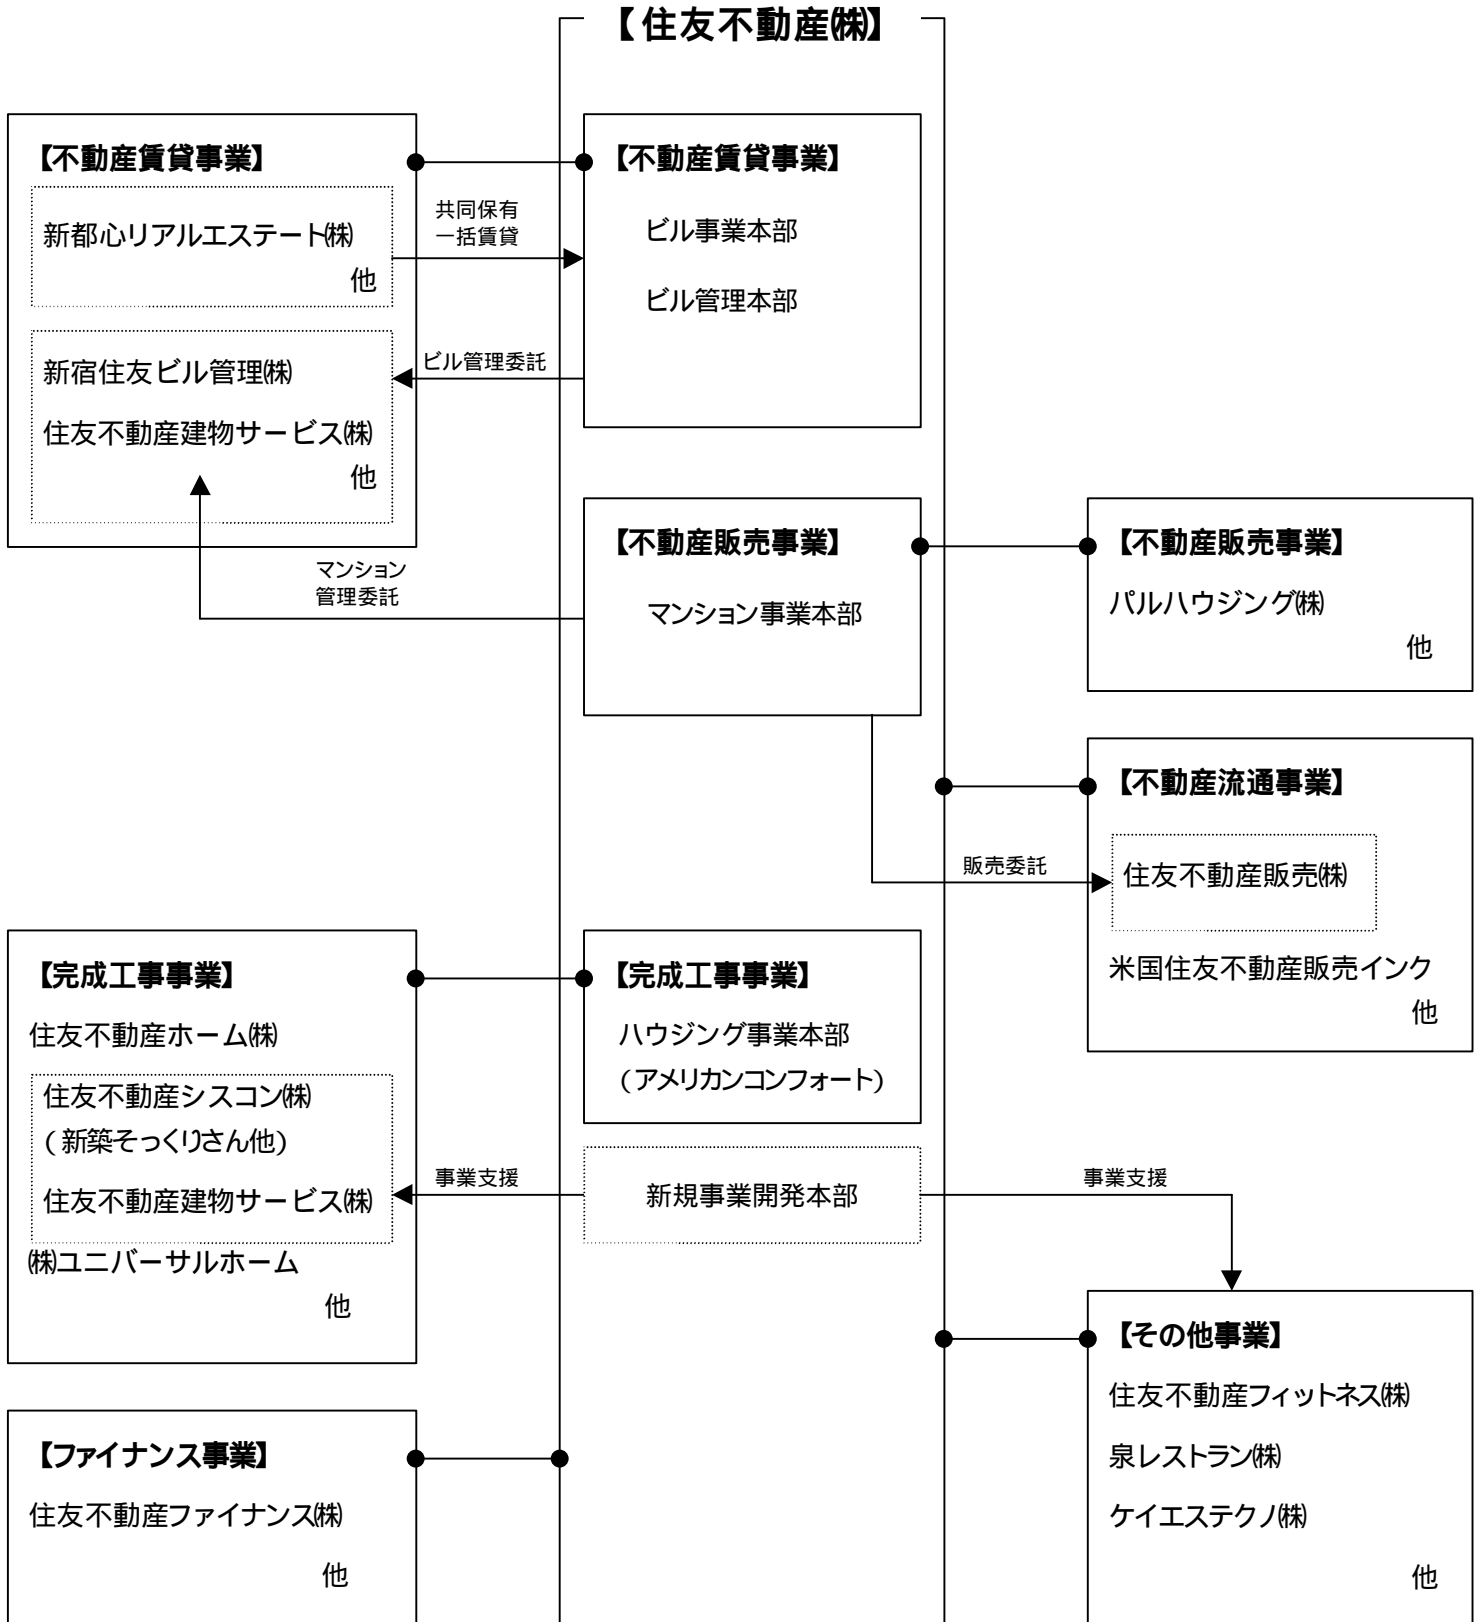 【住友不動産㈱】
【不動産賃貸事業】
新都心リアルエステート㈱
他
新宿住友ビル管理㈱
住友不動産建物サービス㈱
他
共同保有
一括賃貸
ビル管理委託
マンション
管理委託
【不動産賃貸事業】
ビル事業本部
ビル管理本部
【不動産販売事業】
マンション事業本部
【不動産販売事業】
パルハウジング㈱
他
【不動産流通事業】
販売委託
住友不動産販売㈱
米国住友不動産販売インク
他
【完成工事事業】
住友不動産ホーム㈱
住友不動産シスコン㈱
(新築そっくりさん他)
住友不動産建物サービス㈱
㈱ユニバーサルホーム
他
【完成工事事業】
ハウジング事業本部
(アメリカンコンフォート)
事業支援
新規事業開発本部
事業支援
【その他事業】
住友不動産フィットネス㈱
泉レストラン㈱
ケイエステクノ㈱
他
【ファイナンス事業】
住友不動産ファイナンス㈱
他